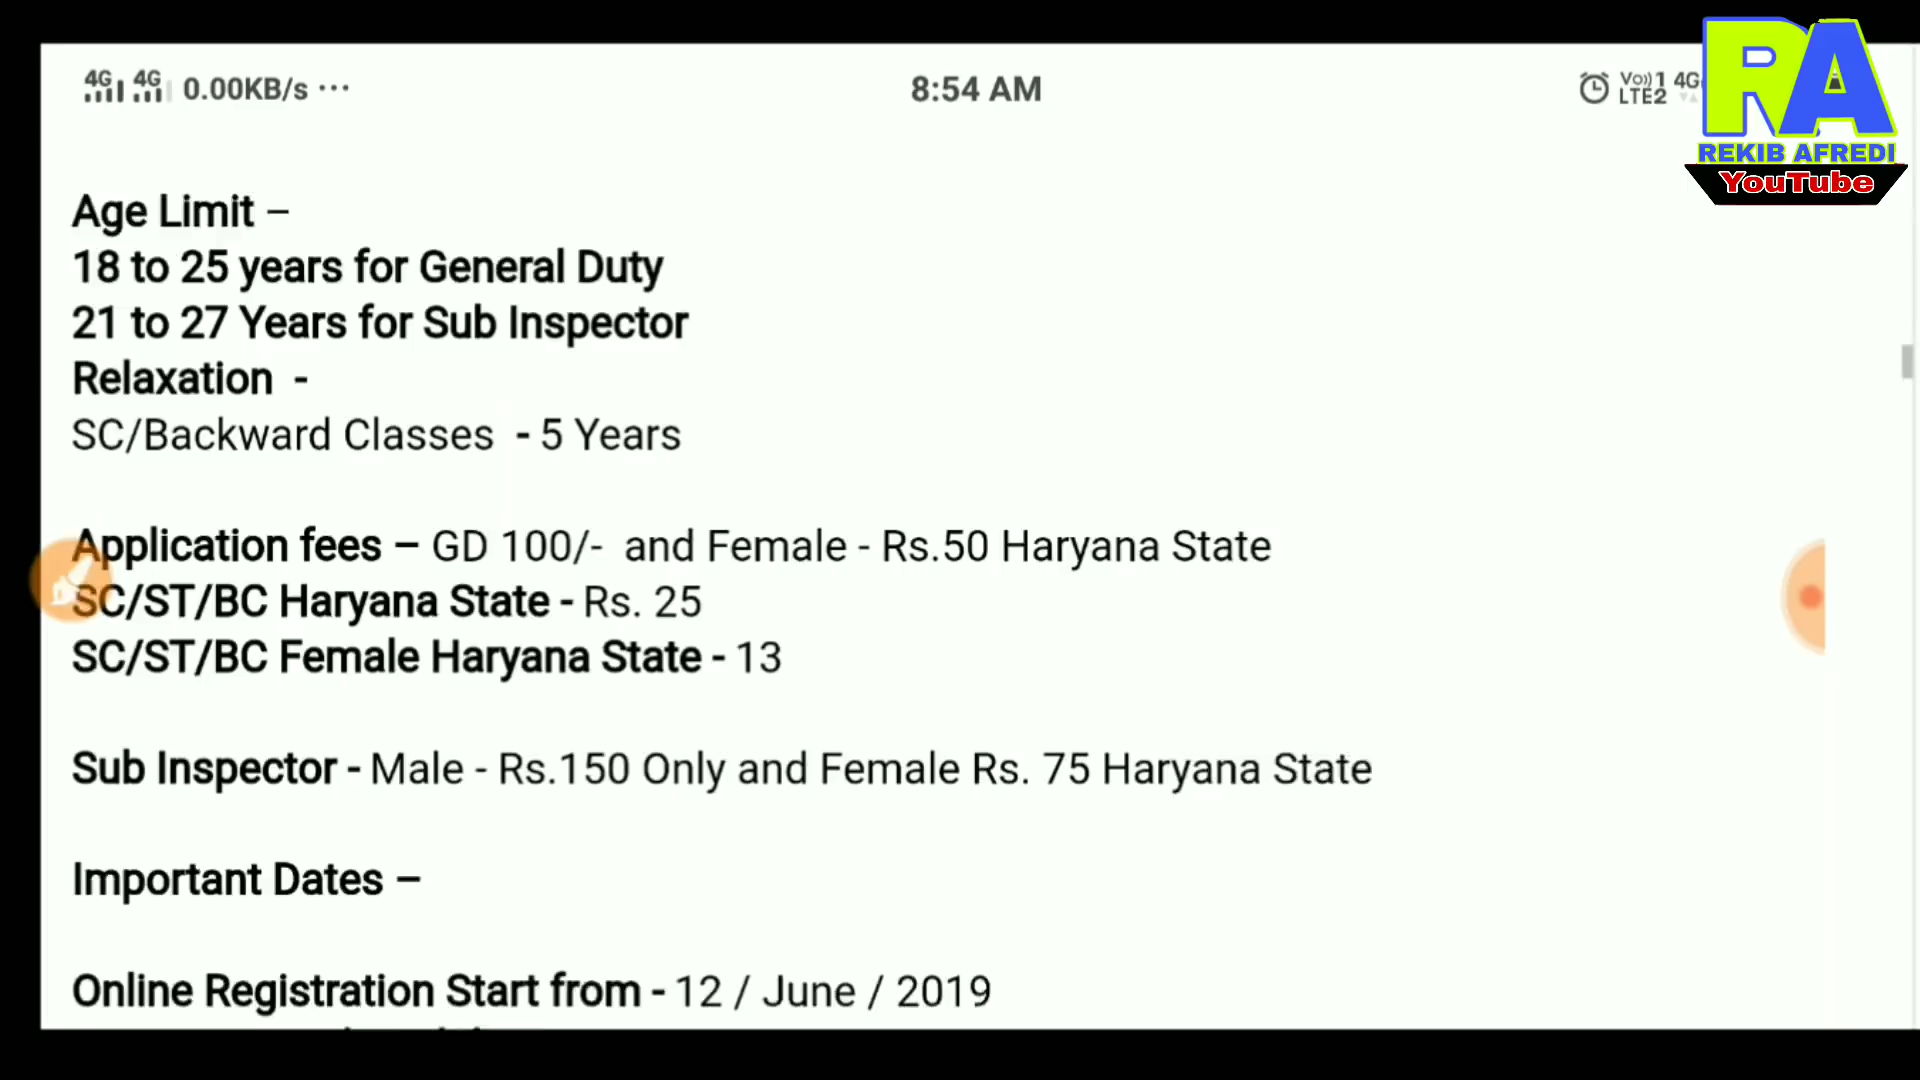 4G 4G 0.00KB/s ... 8:54 AM Vo)) 1 4G
LTE2
RA
REKIB AFREDI
YouTube
Age Limit –
18 to 25 years for General Duty
21 to 27 Years for Sub Inspector
Relaxation -
SC/Backward Classes - 5 Years
Application fees – GD 100/- and Female - Rs.50 Haryana State
SC/ST/BC Haryana State - Rs. 25
SC/ST/BC Female Haryana State - 13
Sub Inspector - Male - Rs.150 Only and Female Rs. 75 Haryana State
Important Dates –
Online Registration Start from - 12 / June / 2019